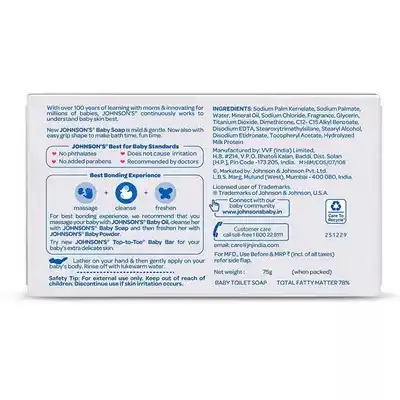 With over 100 years of learning with moms & innovating for
millions of babies, JOHNSON'S® continuously works to
understand baby skin best.
New JOHNSON'S® Baby Soap is mild & gentle. Now also with
easy grip shape to make bath time, fun time.
JOHNSON'S® Best for Baby Standards
No phthalates
Does not cause irritation
No added parabens
Recommended by doctors
Best Bonding Experience
massage
cleanse
freshen
For best bonding experience, we recommend that you
massage your baby with JOHNSON'S® Baby Oil, cleanse her
with JOHNSON'S® Baby Soap and then freshen her with
JOHNSON'S® Baby Powder.
Try new JOHNSON'S® Top-to-Toe® Baby Bar for your
baby's extra delicate skin.
Lather on your hand & then gently apply on your
baby's body. Rinse off with lukewarm water.
Safety Tip: For external use only. Keep out of reach of
children. Discontinue use if skin irritation occurs.
INGREDIENTS: Sodium Palm Kernelate, Sodium Palmate,
Water, Mineral Oil, Sodium Chloride, Fragrance, Glycerin,
Titanium Dioxide, Dimethicone, C12- C15 Alkyl Benzoate,
Disodium EDTA, Stearoxytrimethylsilane, Stearyl Alcohol,
Disodium Etidronate, Tocopheryl Acetate, Hydrolyzed
Milk Protein
Manufactured by: VVF (India) Limited,
H.B. #214, V.P.O. Bhatoli Kalan, Baddi, Dist. Solan
(H.P.), Pin Code -173 205, India. M.L. No.
Marketed by: Johnson & Johnson Pvt. Ltd.
L.B.S. Marg, Mulund (West), Mumbai - 400 080, India.
Licensed user of Trademarks.
® Trademarks of Johnson & Johnson, U.S.A.
Connect with our
baby community
www.johnsonsbaby.in
Care To
Recycle
Customer care
call toll-free 1 800 22 8111
email: care@jnjindia.com
251229
For MFD., Use Before & MRP ₹ (Incl. of all taxes)
refer side flap.
Net weight :
75g
(when packed)
BABY TOILET SOAP
TOTAL FATTY MATTER 78%